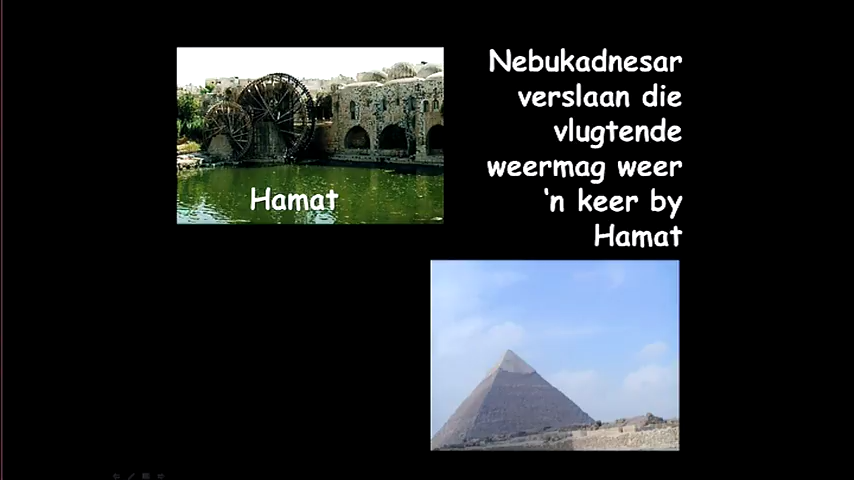 Nebukadnesar
verslaan die
vlugtende
weermag weer
'n keer by
Hamat
Hamat